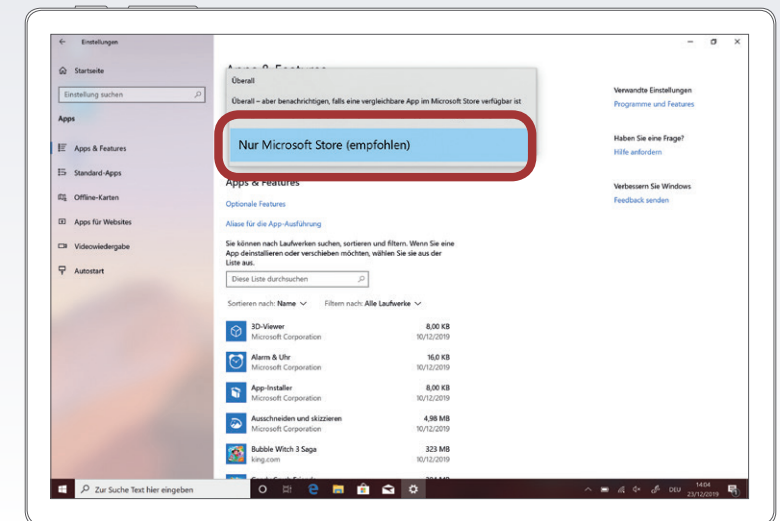 Einstellungen
Startseite
Einstellung suchen
Apps
Apps & Features
Standard-Apps
Offline-Karten
Apps für Websites
Videowiedergabe
Autostart
Apps & Features
Überall
Überall – aber benachrichtigen, falls eine vergleichbare App im Microsoft Store verfügbar ist
Nur Microsoft Store (empfohlen)
Apps & Features
Optionale Features
Aliase für die App-Ausführung
Sie können nach Laufwerken suchen, sortieren und filtern. Wenn Sie eine
App deinstallieren oder verschieben möchten, wählen Sie sie aus der
Liste aus.
Diese Liste durchsuchen
Sortieren nach: Name Filtern nach: Alle Laufwerke
3D-Viewer 8,00 KB
Microsoft Corporation 10/12/2019
Alarm & Uhr 16,0 KB
Microsoft Corporation 10/12/2019
App-Installer 8,00 KB
Microsoft Corporation 10/12/2019
Ausschneiden und skizzieren 4,98 MB
Microsoft Corporation 10/12/2019
Bubble Witch 3 Saga 323 MB
king.com 10/12/2019
Verwandte Einstellungen
Programme und Features
Haben Sie eine Frage?
Hilfe anfordern
Verbessern Sie Windows
Feedback senden
Zur Suche Text hier eingeben
DEU 14:04
23/12/2019